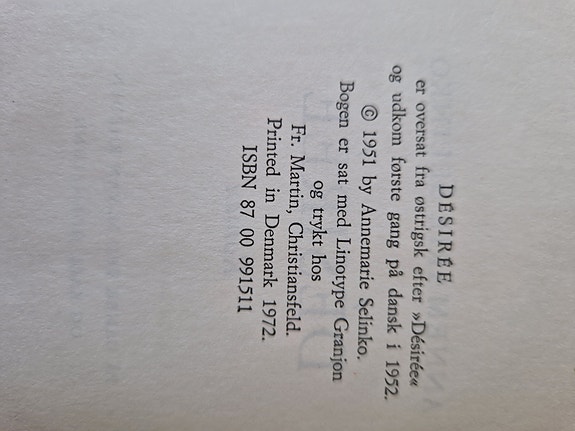 DÉSIRÉE
er oversat fra østrigsk efter »Désirée«
og udkom første gang på dansk i 1952.
© 1951 by Annemarie Selinko.
Bogen er sat med Linotype Granjon
og trykt hos
Fr. Martin, Christiansfeld.
Printed in Denmark 1972.
ISBN 87 00 991511